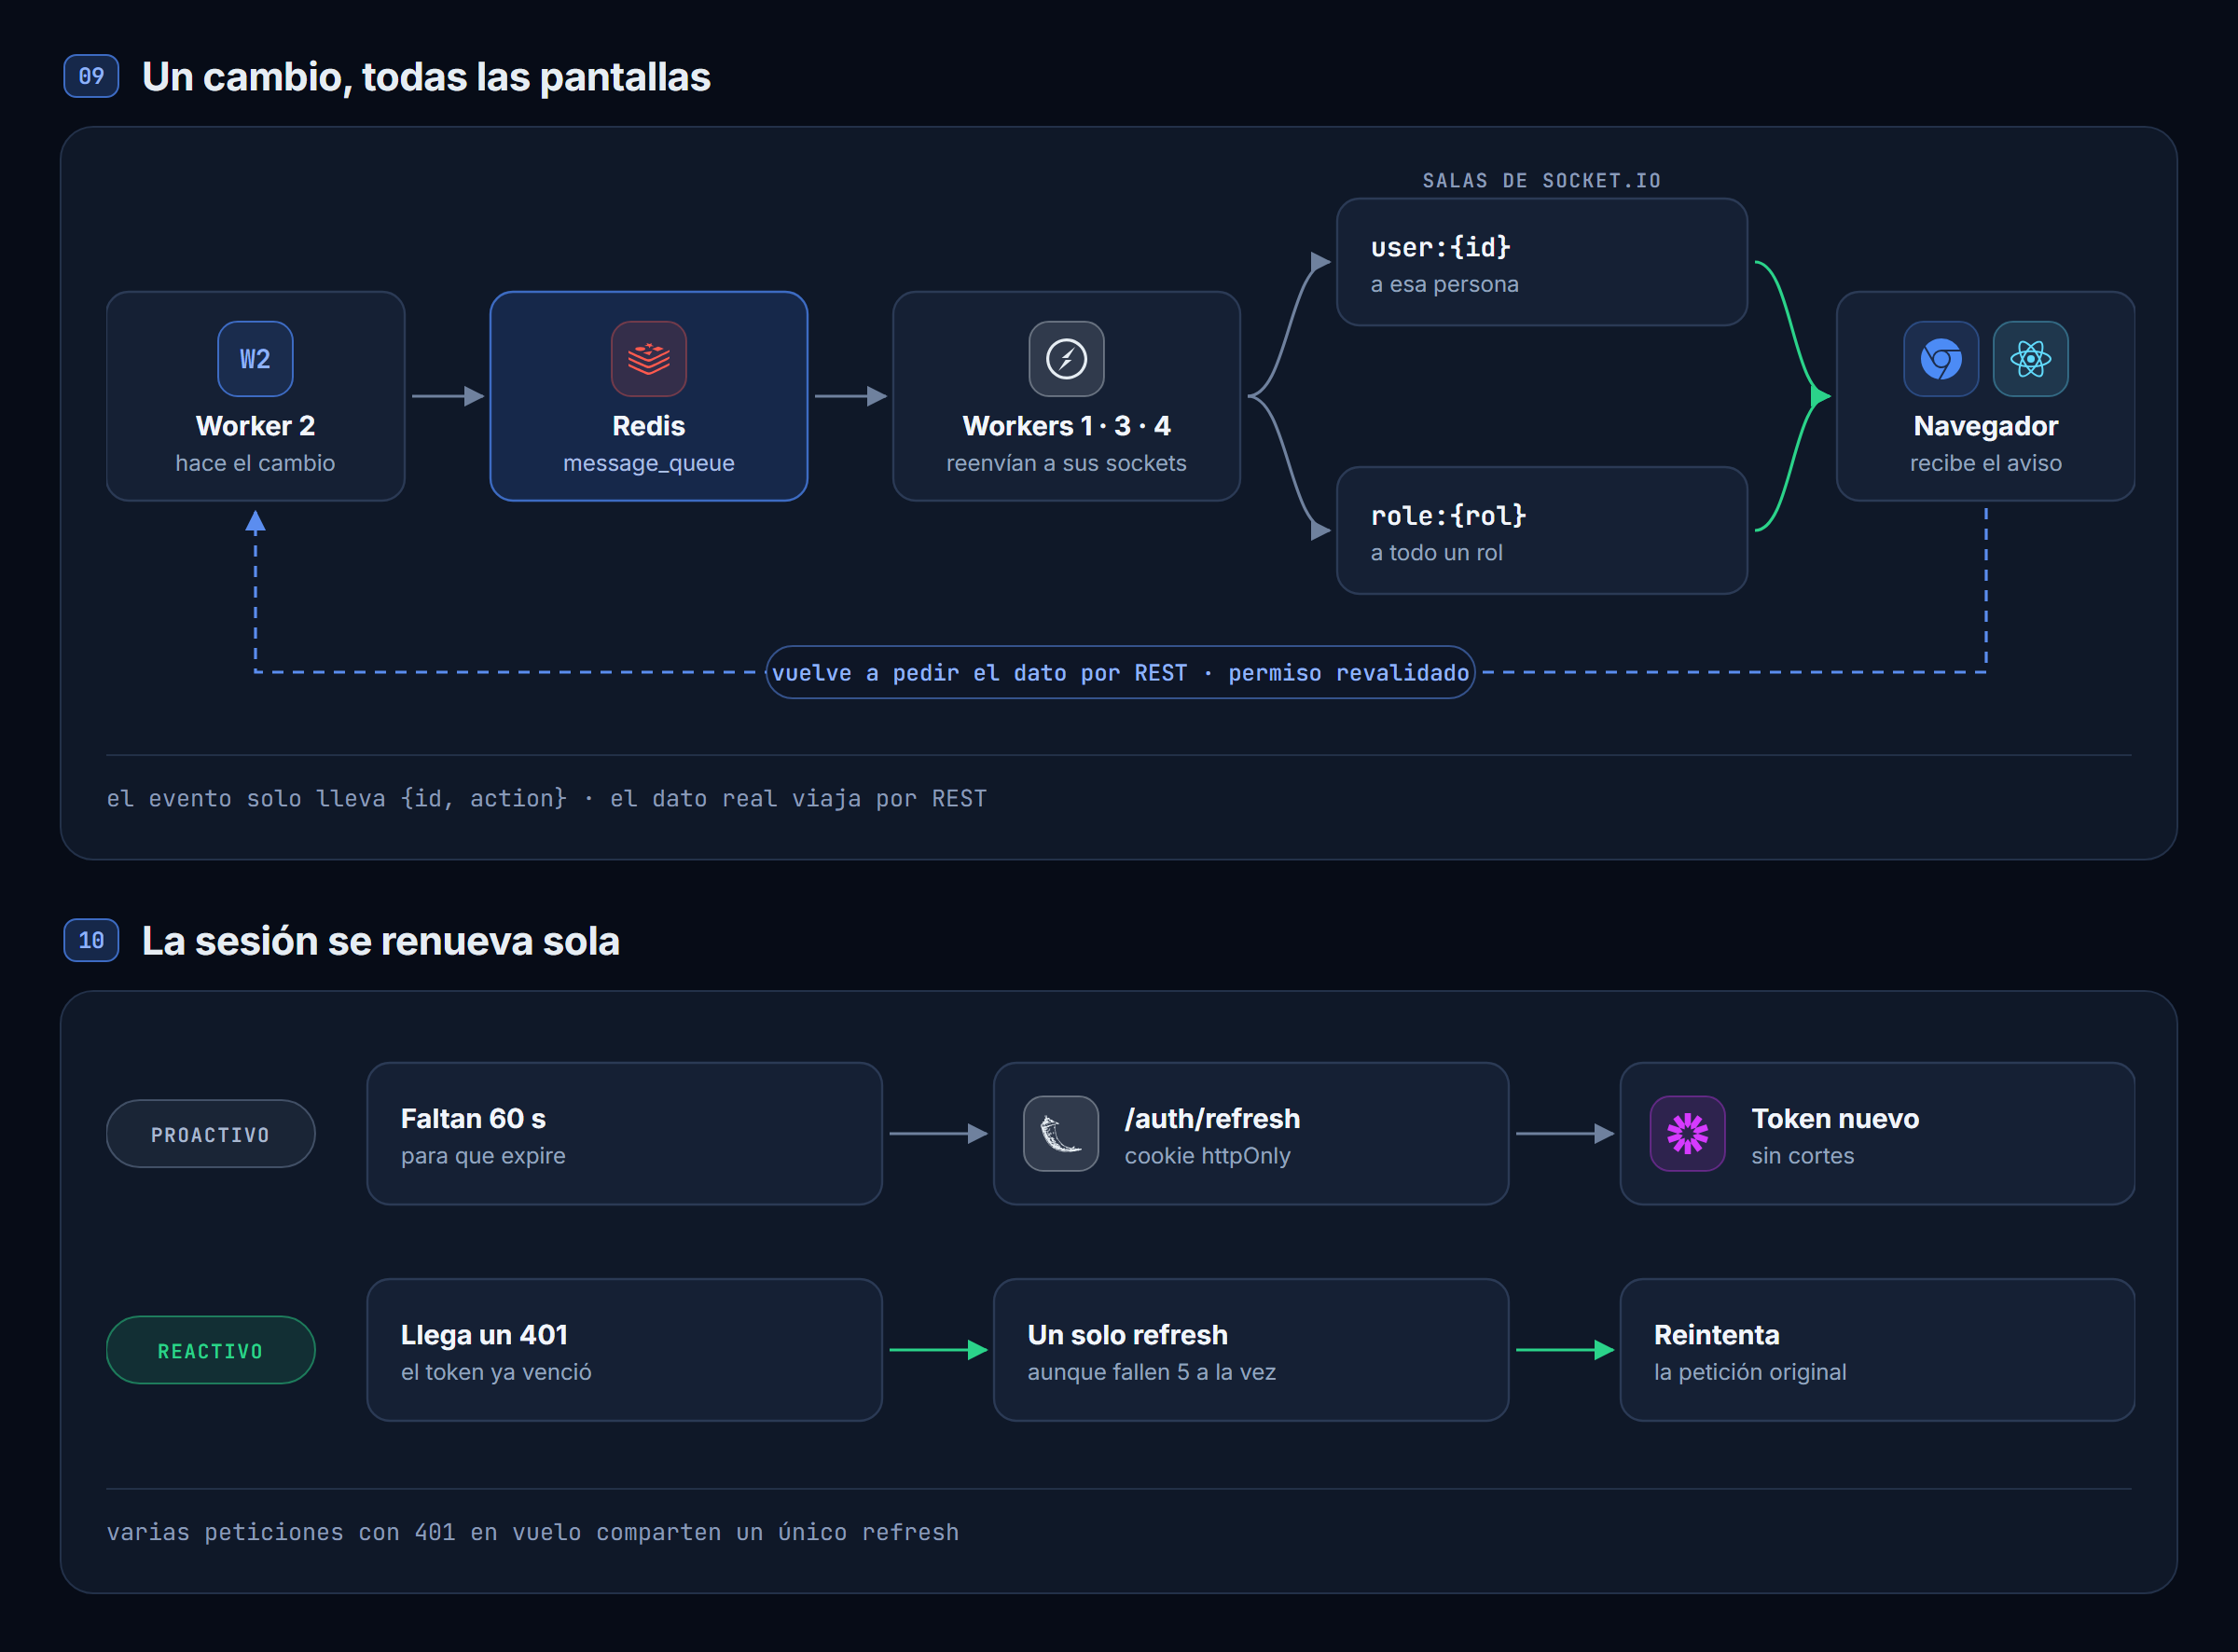 09
Un cambio, todas las pantallas
SALAS DE SOCKET.IO
W2
Worker 2
hace el cambio
Redis
message_queue
Workers 1 · 3 · 4
reenvían a sus sockets
user:{id}
a esa persona
role:{rol}
a todo un rol
Navegador
recibe el aviso
vuelve a pedir el dato por REST · permiso revalidado
el evento solo lleva {id, action} · el dato real viaja por REST
10
La sesión se renueva sola
PROACTIVO
Faltan 60 s
para que expire
/auth/refresh
cookie httpOnly
Token nuevo
sin cortes
REACTIVO
Llega un 401
el token ya venció
Un solo refresh
aunque fallen 5 a la vez
Reintenta
la petición original
varias peticiones con 401 en vuelo comparten un único refresh